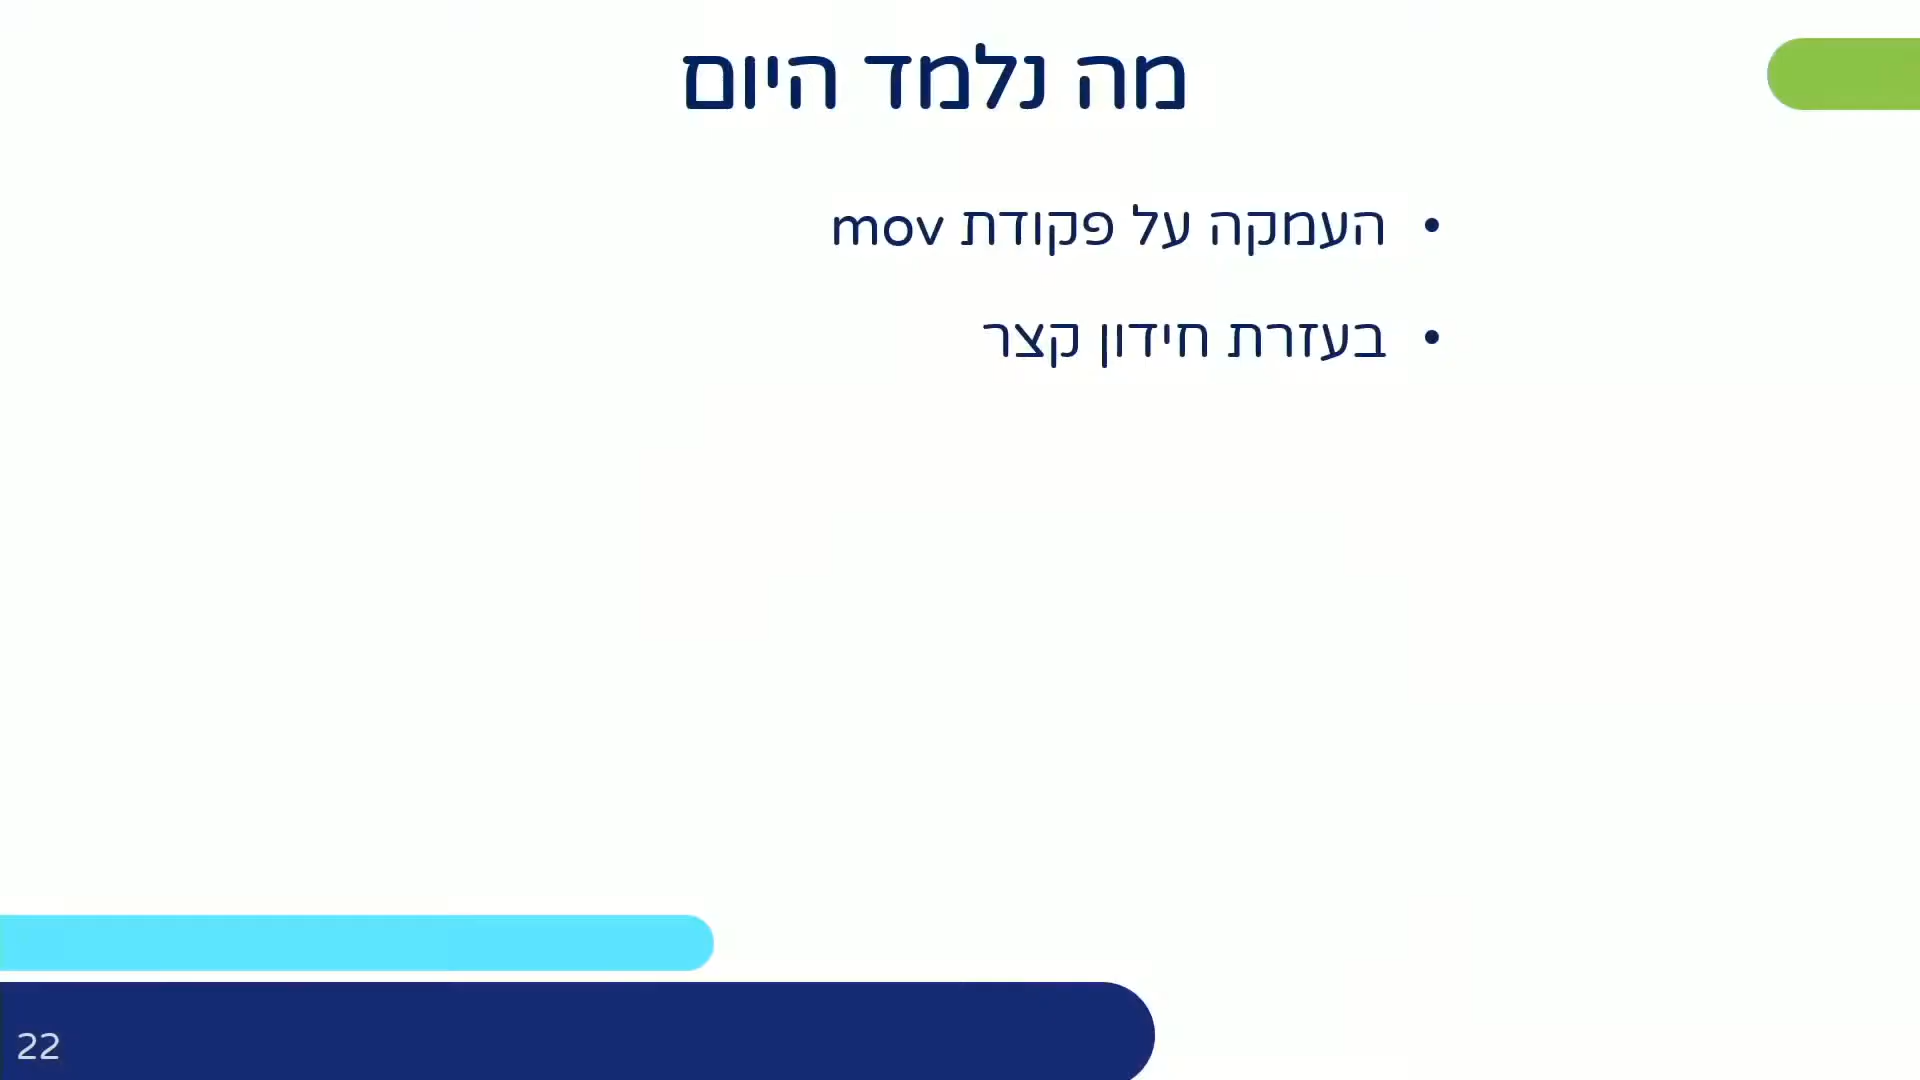 מה נלמד היום
• העמקה על פקודת mov
• בעזרת חידון קצר
22